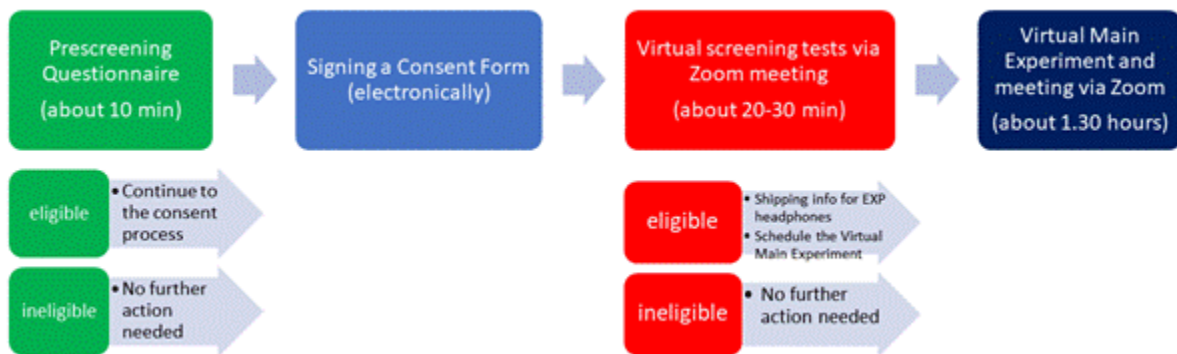 Prescreening
Questionnaire
(about 10 min)
Signing a Consent Form
(electronically)
Virtual screening tests via
Zoom meeting
(about 20-30 min)
Virtual Main
Experiment and
meeting via Zoom
(about 1.30 hours)
eligible
• Continue to
the consent
process
ineligible
• No further
action
needed
eligible
• Shipping info for EXP
headphones
• Schedule the Virtual
Main Experiment
ineligible
• No further
action needed